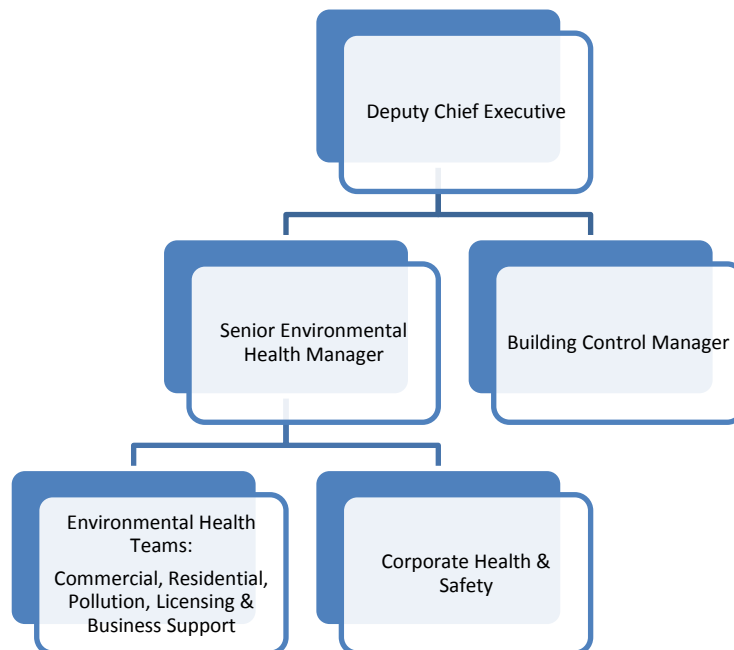 Deputy Chief Executive
Senior Environmental
Health Manager
Building Control Manager
Environmental Health
Teams:
Commercial, Residential,
Pollution, Licensing &
Business Support
Corporate Health &
Safety